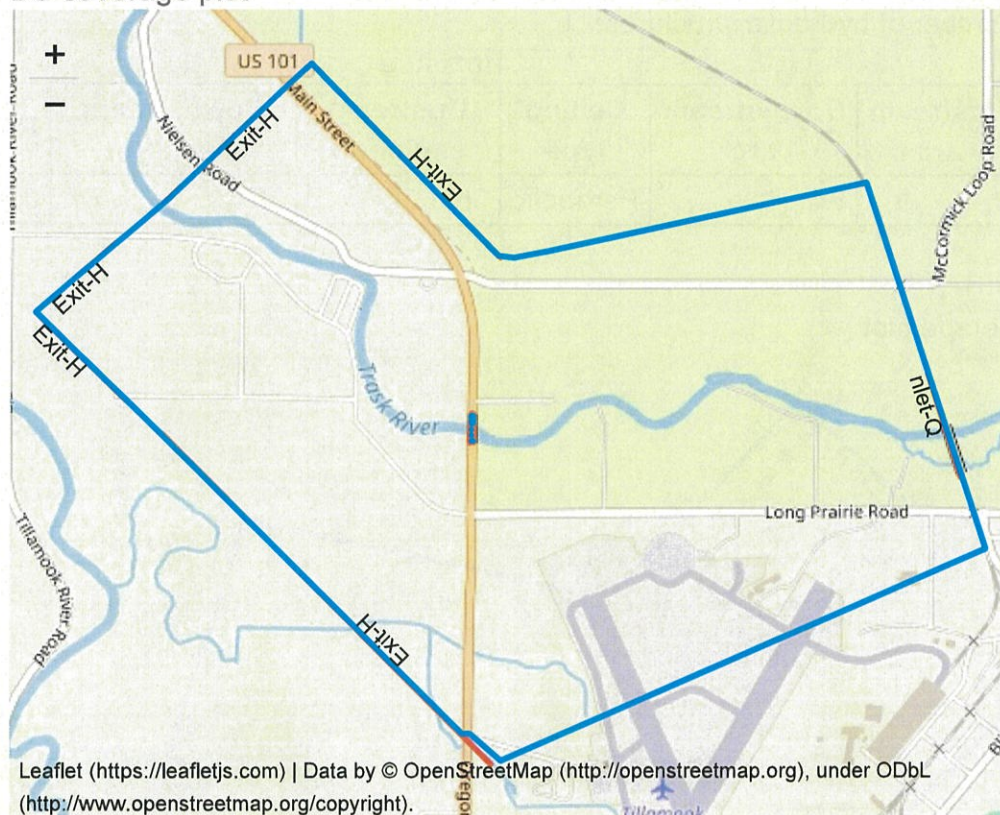 +
US 101
−
Main Street
Exit-H
Exit-H
Nielsen Road
McCormick Loop Road
Exit-H
Exit-H
Trask River
nlet-Q
Long Prairie Road
Tillamook River Road
Exit-H
Leaflet (https://leafletjs.com) | Data by © OpenStreetMap (http://openstreetmap.org), under ODbL
(http://www.openstreetmap.org/copyright).
Tillamook